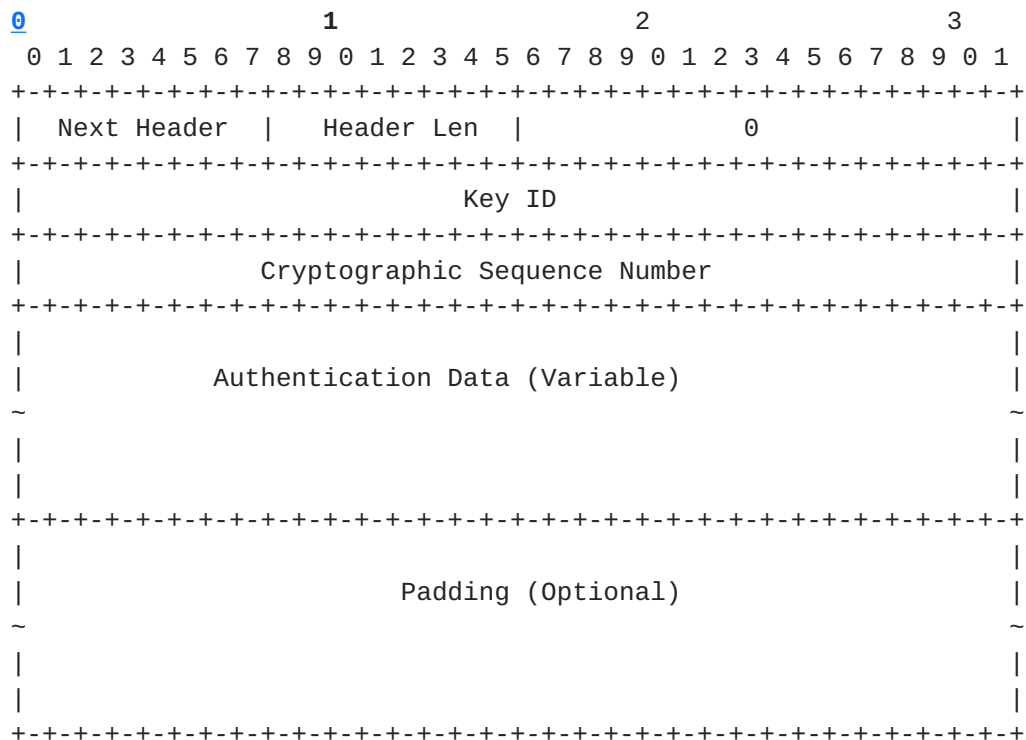 0                   1                   2                   3
 0 1 2 3 4 5 6 7 8 9 0 1 2 3 4 5 6 7 8 9 0 1 2 3 4 5 6 7 8 9 0 1
+-+-+-+-+-+-+-+-+-+-+-+-+-+-+-+-+-+-+-+-+-+-+-+-+-+-+-+-+-+-+-+-+
|  Next Header  |   Header Len  |              0                |
+-+-+-+-+-+-+-+-+-+-+-+-+-+-+-+-+-+-+-+-+-+-+-+-+-+-+-+-+-+-+-+-+
|                            Key ID                             |
+-+-+-+-+-+-+-+-+-+-+-+-+-+-+-+-+-+-+-+-+-+-+-+-+-+-+-+-+-+-+-+-+
|               Cryptographic Sequence Number                   |
+-+-+-+-+-+-+-+-+-+-+-+-+-+-+-+-+-+-+-+-+-+-+-+-+-+-+-+-+-+-+-+-+
|                                                               |
|            Authentication Data (Variable)                     |
~                                                               ~
|                                                               |
|                                                               |
+-+-+-+-+-+-+-+-+-+-+-+-+-+-+-+-+-+-+-+-+-+-+-+-+-+-+-+-+-+-+-+-+
|                                                               |
|                        Padding (Optional)                     |
~                                                               ~
|                                                               |
|                                                               |
+-+-+-+-+-+-+-+-+-+-+-+-+-+-+-+-+-+-+-+-+-+-+-+-+-+-+-+-+-+-+-+-+